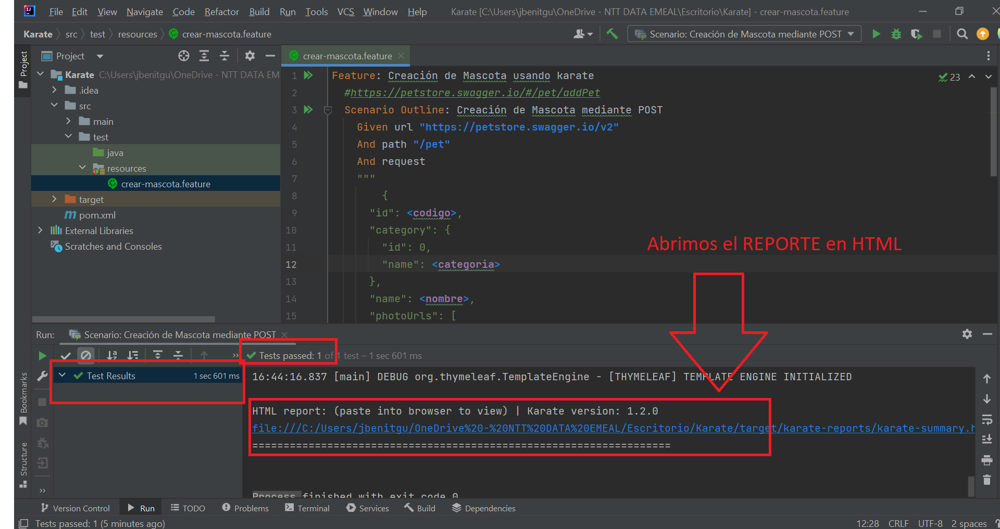 File Edit View Navigate Code Refactor Build Run Tools VCS Window Help Karate [C:\Users\jbenitgu\OneDrive - NTT DATA EMEAL\Escritorio\Karate] - crear-mascota.feature
Karate src test resources crear-mascota.feature Scenario: Creación de Mascota mediante POST
Project
Project
crear-mascota.feature
Karate C:\Users\jbenitgu\OneDrive - NTT DATA EM
.idea
src
main
test
java
resources
crear-mascota.feature
target
pom.xml
External Libraries
Scratches and Consoles
23
1 Feature: Creación de Mascota usando karate
2 #https://petstore.swagger.io/#/pet/addPet
3 Scenario Outline: Creación de Mascota mediante POST
4 Given url "https://petstore.swagger.io/v2"
5 And path "/pet"
6 And request
7 """
8 {
9 "id": <codigo>,
10 "category": {
11 "id": 0,
12 "name": <categoria>
13 },
14 "name": <nombre>,
15 "photoUrls": [
Abrimos el REPORTE en HTML
Run: Scenario: Creación de Mascota mediante POST
Tests passed: 1 of 1 test – 1 sec 601 ms
Test Results 1 sec 601 ms
16:44:16.837 [main] DEBUG org.thymeleaf.TemplateEngine - [THYMELEAF] TEMPLATE ENGINE INITIALIZED
HTML report: (paste into browser to view) | Karate version: 1.2.0
file:///C:/Users/jbenitgu/OneDrive%20-%20NTT%20DATA%20EMEAL/Escritorio/Karate/target/karate-reports/karate-summary.h
===================================================================
Process finished with exit code 0
Bookmarks
Structure
Version Control Run TODO Problems Terminal Services Build Dependencies
Tests passed: 1 (5 minutes ago) 12:28 CRLF UTF-8 2 spaces